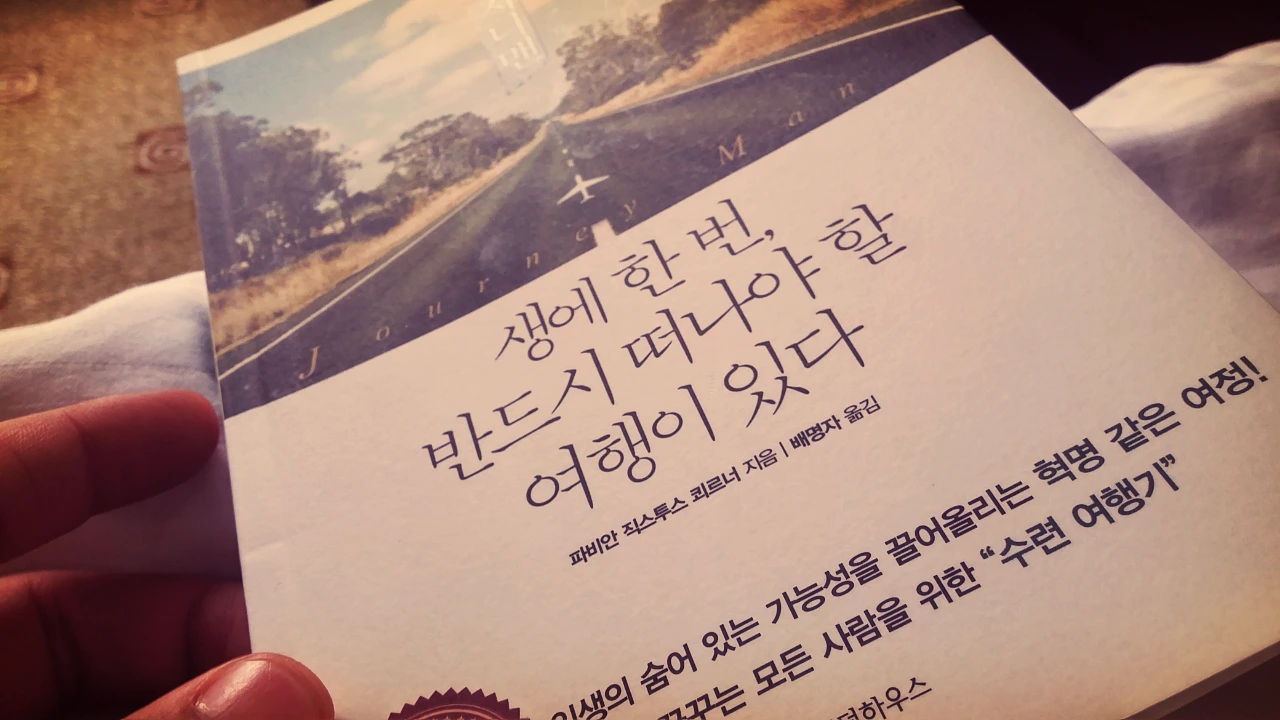 Journey Man
생에 한 번,
반드시 떠나야 할
여행이 있다
파비안 직스투스 쾨르너 지음 | 배명자 옮김
인생의 숨어 있는 가능성을 끌어올리는 혁명 같은 여정!
꿈꾸는 모든 사람을 위한 “수련 여행기”